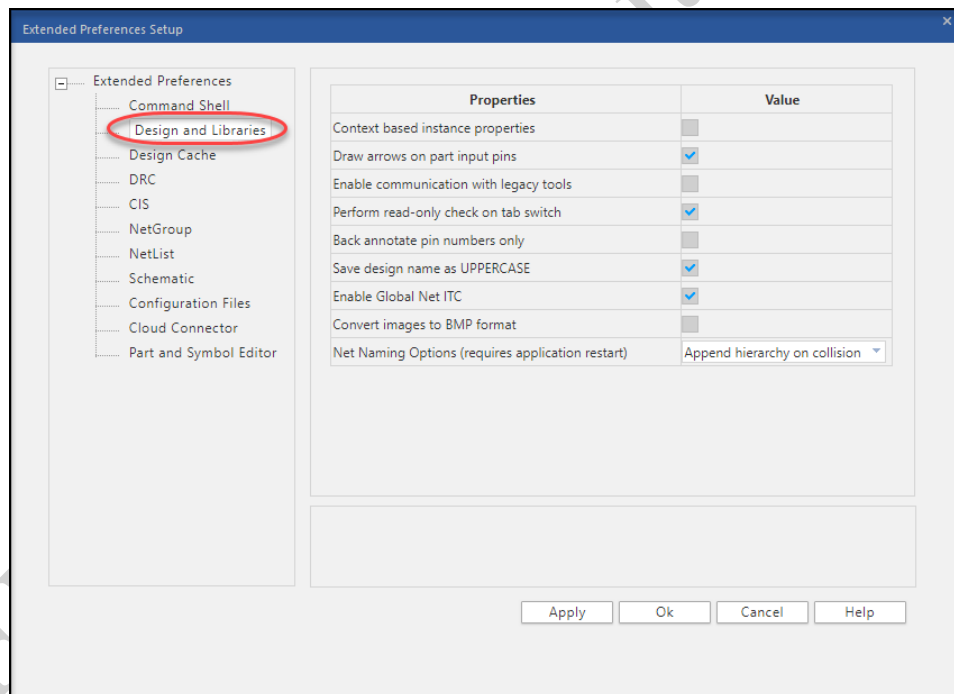 Extended Preferences Setup
Extended Preferences
Command Shell
Design and Libraries
Design Cache
DRC
CIS
NetGroup
NetList
Schematic
Configuration Files
Cloud Connector
Part and Symbol Editor
Properties Value
Context based instance properties
Draw arrows on part input pins
Enable communication with legacy tools
Perform read-only check on tab switch
Back annotate pin numbers only
Save design name as UPPERCASE
Enable Global Net ITC
Convert images to BMP format
Net Naming Options (requires application restart) Append hierarchy on collision
Apply Ok Cancel Help